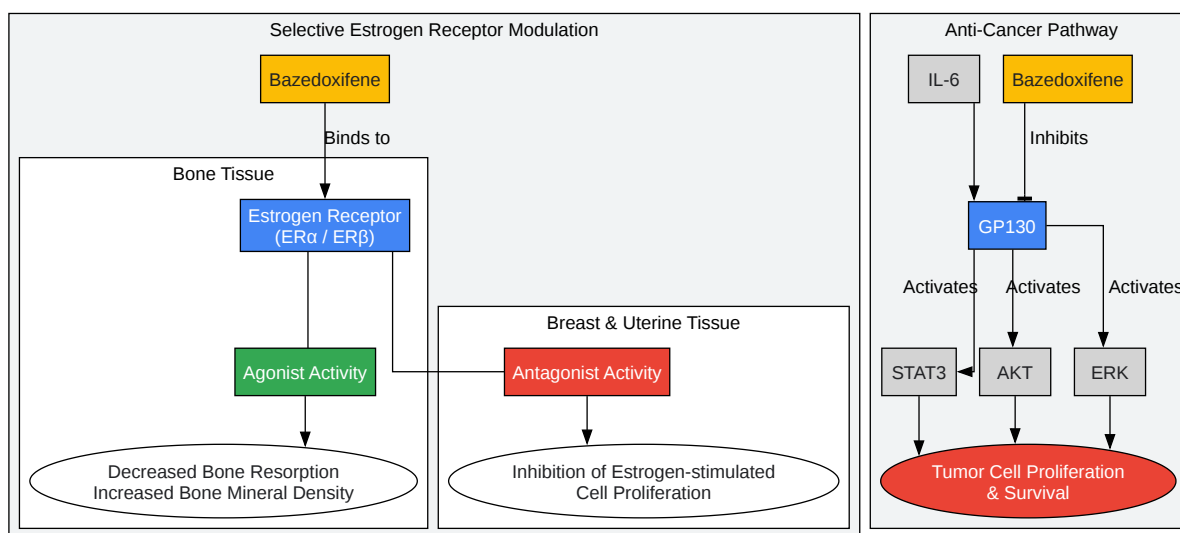 Selective Estrogen Receptor Modulation
Bazedoxifene
Binds to
Bone Tissue
Estrogen Receptor
(ERα / ERβ)
Breast & Uterine Tissue
Agonist Activity
Antagonist Activity
Decreased Bone Resorption
Increased Bone Mineral Density
Inhibition of Estrogen-stimulated
Cell Proliferation
Anti-Cancer Pathway
IL-6
Bazedoxifene
Inhibits
GP130
Activates
Activates
Activates
STAT3
AKT
ERK
Tumor Cell Proliferation
& Survival